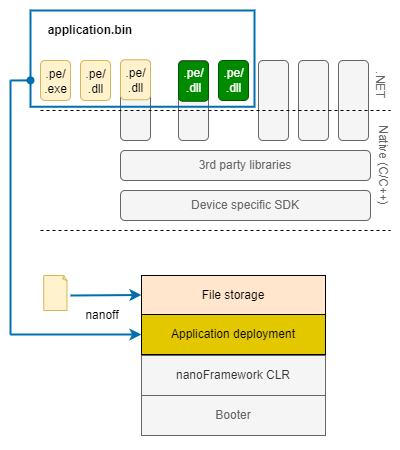 application.bin
.pe/
.exe
.pe/
.dll
.pe/
.dll
.pe/
.dll
.pe/
.dll
.NET
Native (C/C++)
3rd party libraries
Device specific SDK
nanoff
File storage
Application deployment
nanoFramework CLR
Booter